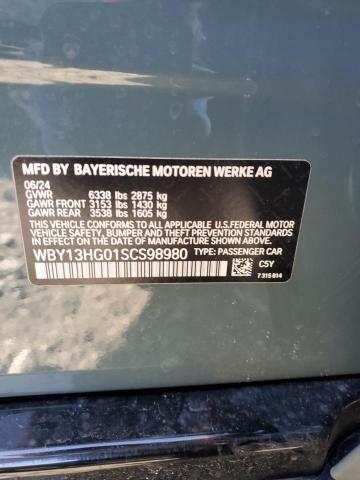 MFD BY BAYERISCHE MOTOREN WERKE AG
06/24
GVWR 6338 lbs 2875 kg
GAWR FRONT 3153 lbs 1430 kg
GAWR REAR 3538 lbs 1605 kg
THIS VEHICLE CONFORMS TO ALL APPLICABLE U.S.FEDERAL MOTOR
VEHICLE SAFETY, BUMPER AND THEFT PREVENTION STANDARDS
IN EFFECT ON THE DATE OF MANUFACTURE SHOWN ABOVE.
WBY13HG01SCS98980 TYPE: PASSENGER CAR
C5Y
7 315 814